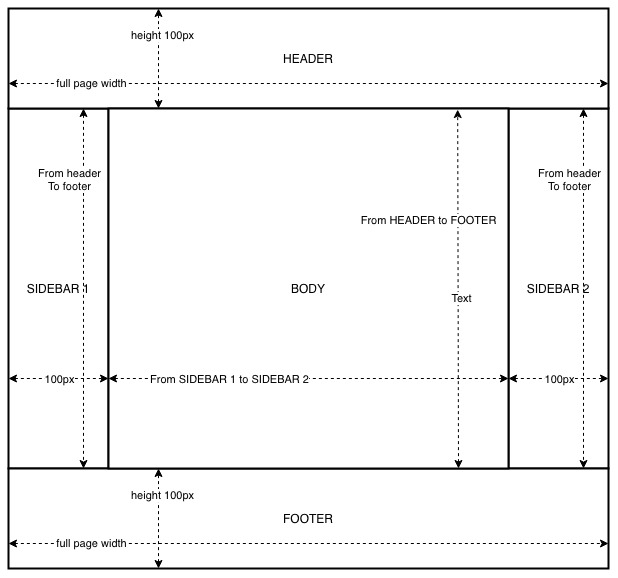 height 100px
HEADER
full page width
From header
To footer
From header
To footer
From HEADER to FOOTER
SIDEBAR 1
BODY
SIDEBAR 2
Text
100px
From SIDEBAR 1 to SIDEBAR 2
100px
height 100px
FOOTER
full page width